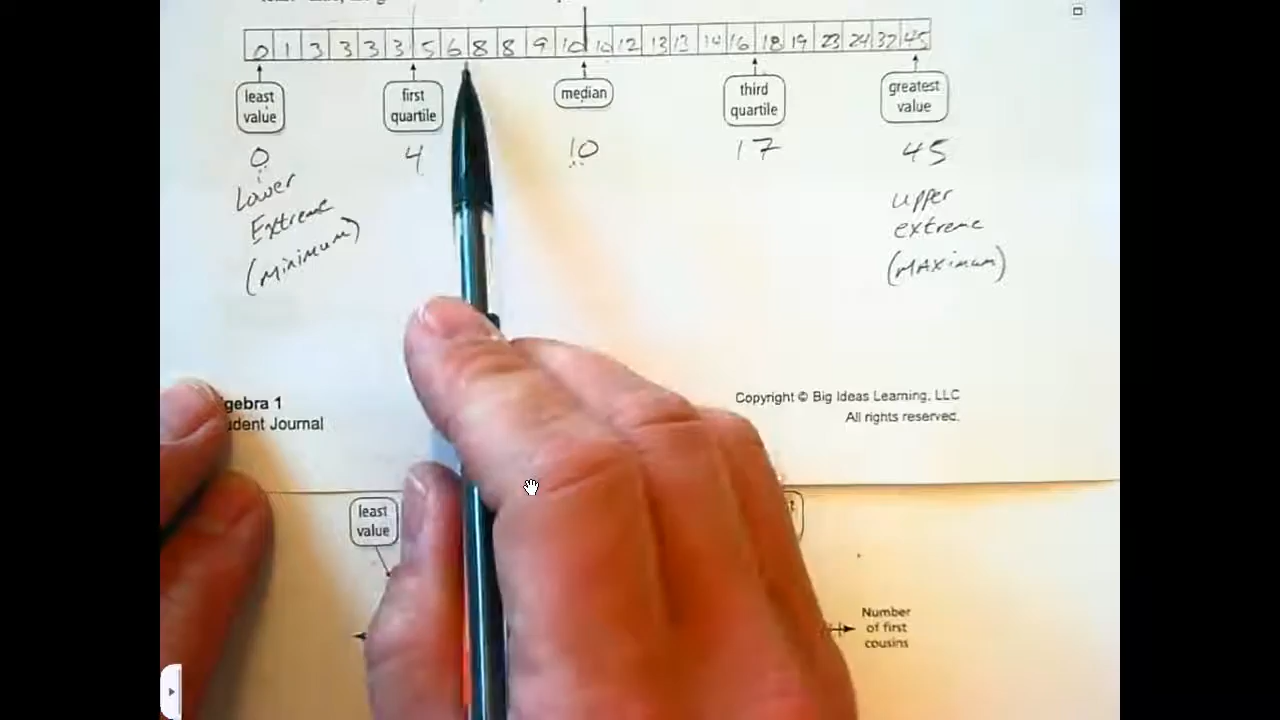 0 1 3 3 3 3 5 6 8 8 9 10 10 12 13 13 14 16 18 19 23 24 32 45
least value
first quartile
median
third quartile
greatest value
0 4 10 17 45
Lower Extreme (Minimum)
upper extreme (MAXimum)
Copyright © Big Ideas Learning, LLC
All rights reserved.
gebra 1
udent Journal
least value
Number of first cousins